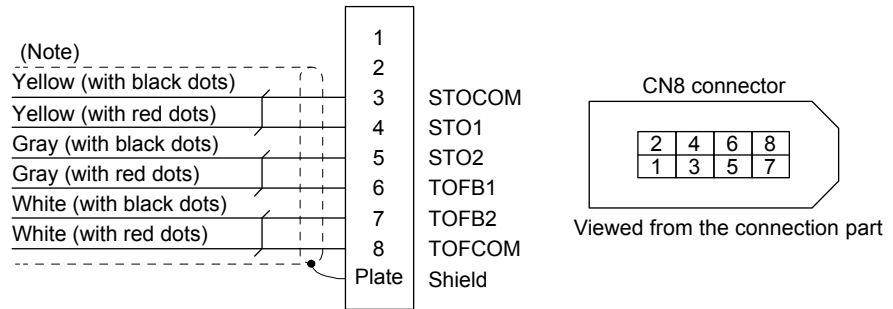 (Note)
Yellow (with black dots)
Yellow (with red dots)
Gray (with black dots)
Gray (with red dots)
White (with black dots)
White (with red dots)
1
2
3 STOCOM
4 STO1
5 STO2
6 TOFB1
7 TOFB2
8 TOFCOM
Plate Shield
CN8 connector
2 4 6 8
1 3 5 7
Viewed from the connection part